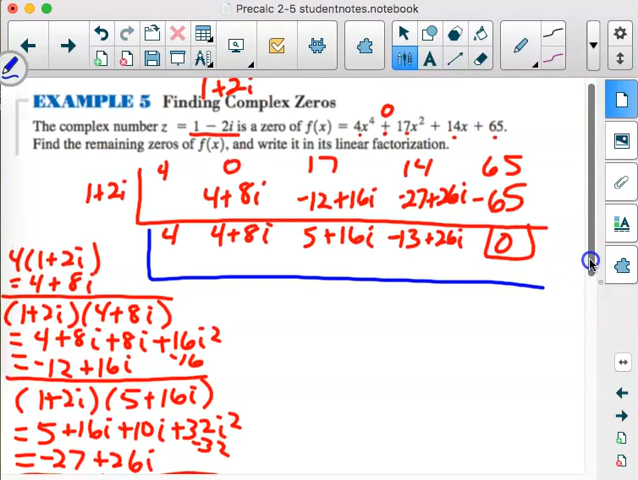 Precalc 2-5 studentnotes.notebook
1+2i
EXAMPLE 5 Finding Complex Zeros
0
The complex number z = 1 − 2i is a zero of f(x) = 4x⁴ + 17x² + 14x + 65.
Find the remaining zeros of f(x), and write it in its linear factorization.
4 0 17 14 65
1+2i 4+8i -12+16i -27+26i -65
4 4+8i 5+16i -13+26i 0
4(1+2i)
= 4+8i
(1+2i)(4+8i)
= 4+8i+8i+16i²
-16
= -12+16i
(1+2i)(5+16i)
= 5+16i+10i+32i²
-32
= -27+26i